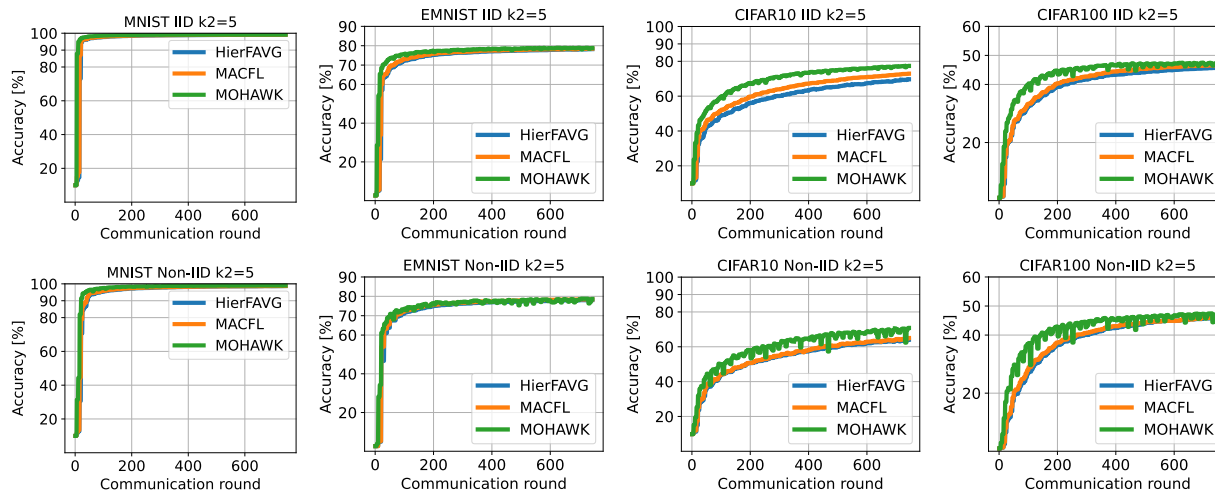 MNIST IID k2=5
Accuracy [%]
100
90
80
60
40
20
0
200
400
600
Communication round
HierFAVG
MACFL
MOHAWK
EMNIST IID k2=5
Accuracy [%]
90
80
70
60
40
20
0
200
400
600
Communication round
HierFAVG
MACFL
MOHAWK
CIFAR10 IID k2=5
Accuracy [%]
100
80
60
40
20
0
200
400
600
Communication round
HierFAVG
MACFL
MOHAWK
CIFAR100 IID k2=5
Accuracy [%]
60
50
40
20
0
200
400
600
Communication round
HierFAVG
MACFL
MOHAWK
MNIST Non-IID k2=5
Accuracy [%]
100
90
80
60
40
20
0
200
400
600
Communication round
HierFAVG
MACFL
MOHAWK
EMNIST Non-IID k2=5
Accuracy [%]
90
80
70
60
40
20
0
200
400
600
Communication round
HierFAVG
MACFL
MOHAWK
CIFAR10 Non-IID k2=5
Accuracy [%]
100
80
60
40
20
0
200
400
600
Communication round
HierFAVG
MACFL
MOHAWK
CIFAR100 Non-IID k2=5
Accuracy [%]
60
50
40
20
0
200
400
600
Communication round
HierFAVG
MACFL
MOHAWK